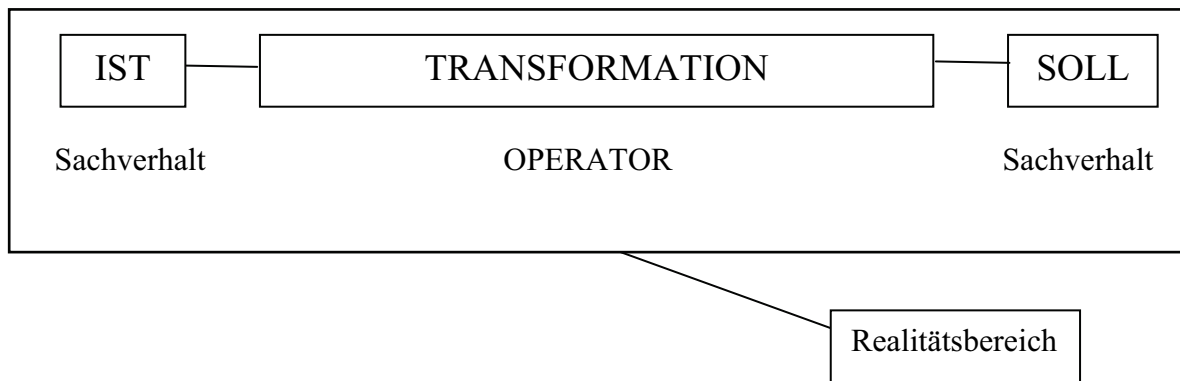 IST TRANSFORMATION SOLL
Sachverhalt OPERATOR Sachverhalt
Realitätsbereich